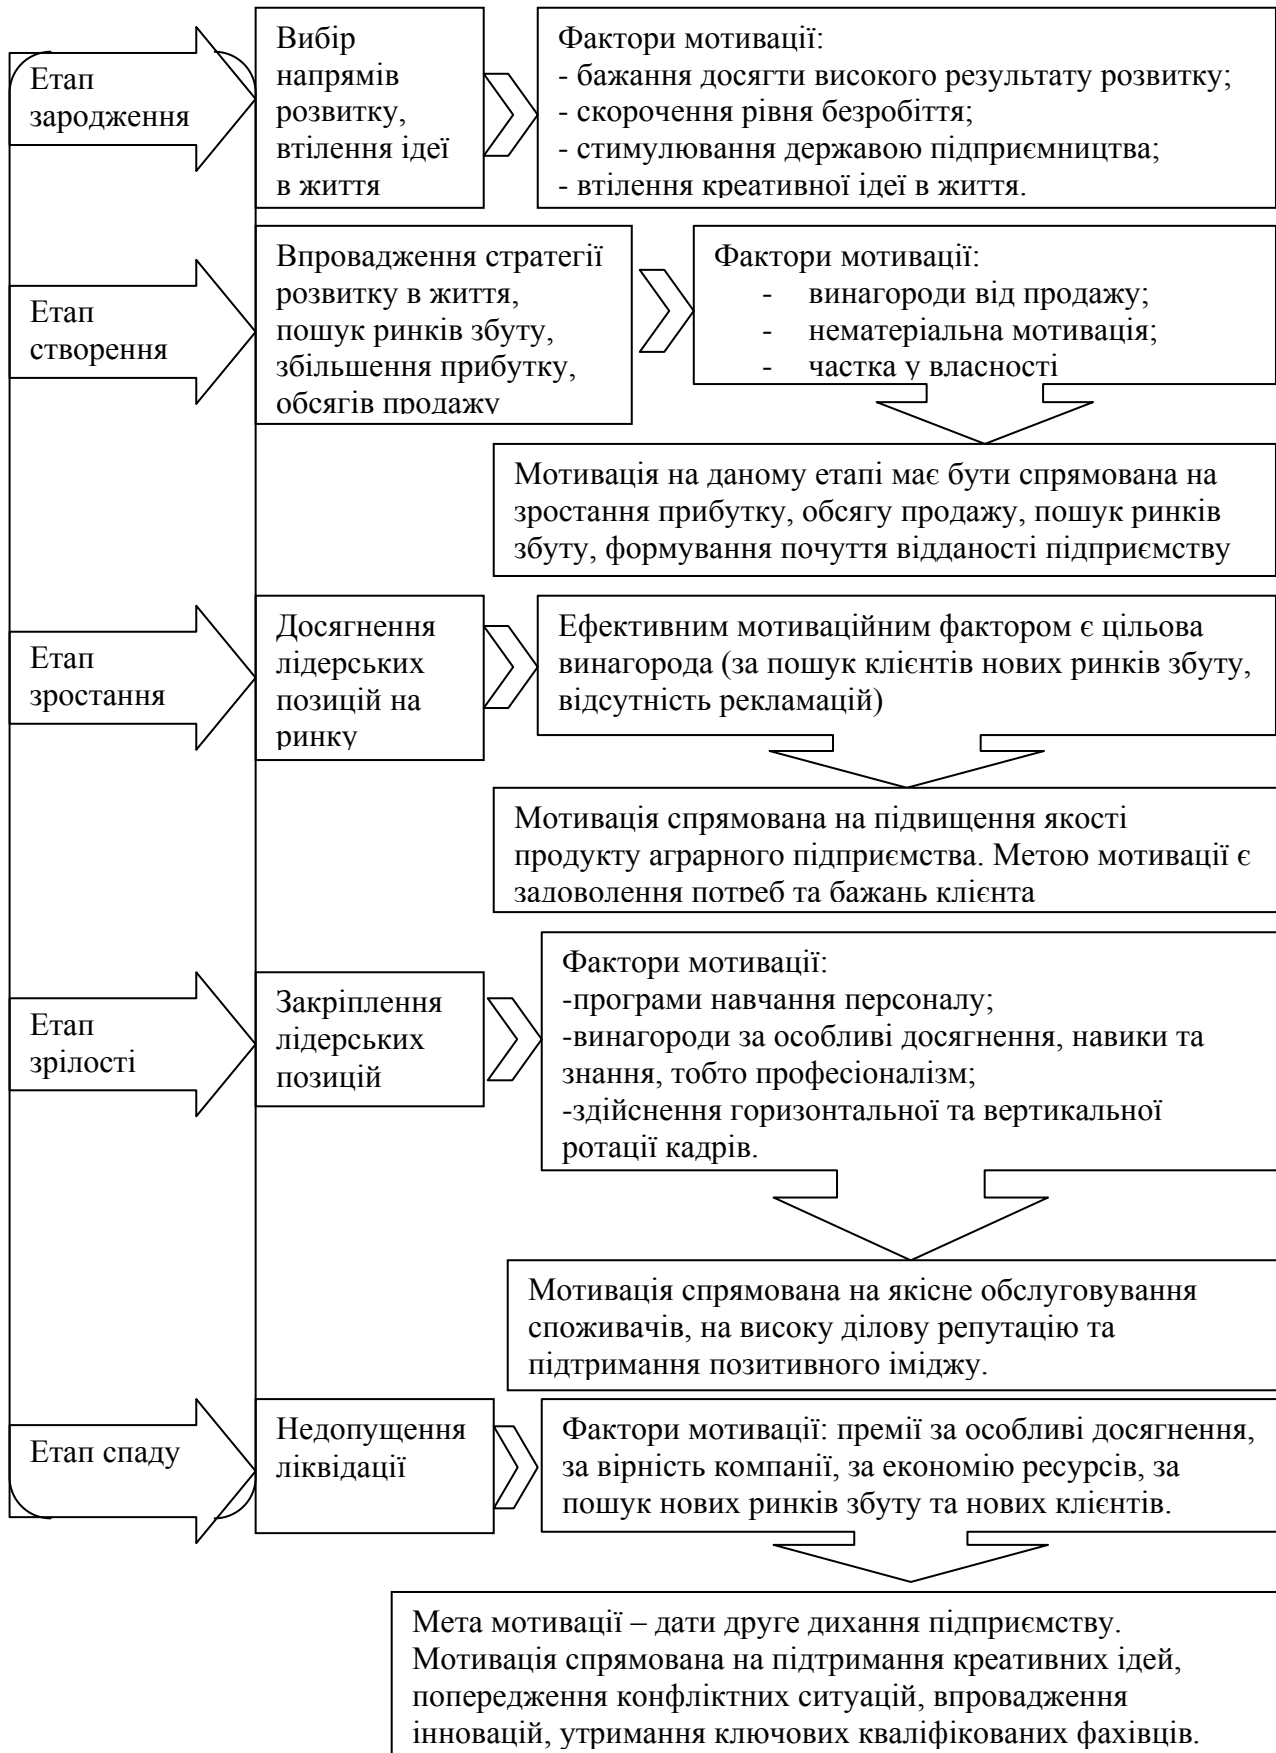 Етап
зародження
Вибір
напрямів
розвитку,
втілення ідеї
в життя
Фактори мотивації:
- бажання досягти високого результату розвитку;
- скорочення рівня безробіття;
- стимулювання державою підприємництва;
- втілення креативної ідеї в життя.
Етап
створення
Впровадження стратегії
розвитку в життя,
пошук ринків збуту,
збільшення прибутку,
обсягів продажу
Фактори мотивації:
- винагороди від продажу;
- нематеріальна мотивація;
- частка у власності
Мотивація на даному етапі має бути спрямована на
зростання прибутку, обсягу продажу, пошук ринків
збуту, формування почуття відданості підприємству
Етап
зростання
Досягнення
лідерських
позицій на
ринку
Ефективним мотиваційним фактором є цільова
винагорода (за пошук клієнтів нових ринків збуту,
відсутність рекламацій)
Мотивація спрямована на підвищення якості
продукту аграрного підприємства. Метою мотивації є
задоволення потреб та бажань клієнта
Етап
зрілості
Закріплення
лідерських
позицій
Фактори мотивації:
-програми навчання персоналу;
-винагороди за особливі досягнення, навики та
знання, тобто професіоналізм;
-здійснення горизонтальної та вертикальної
ротації кадрів.
Мотивація спрямована на якісне обслуговування
споживачів, на високу ділову репутацію та
підтримання позитивного іміджу.
Етап спаду
Недопущення
ліквідації
Фактори мотивації: премії за особливі досягнення,
за вірність компанії, за економію ресурсів, за
пошук нових ринків збуту та нових клієнтів.
Мета мотивації – дати друге дихання підприємству.
Мотивація спрямована на підтримання креативних ідей,
попередження конфліктних ситуацій, впровадження
інновацій, утримання ключових кваліфікованих фахівців.